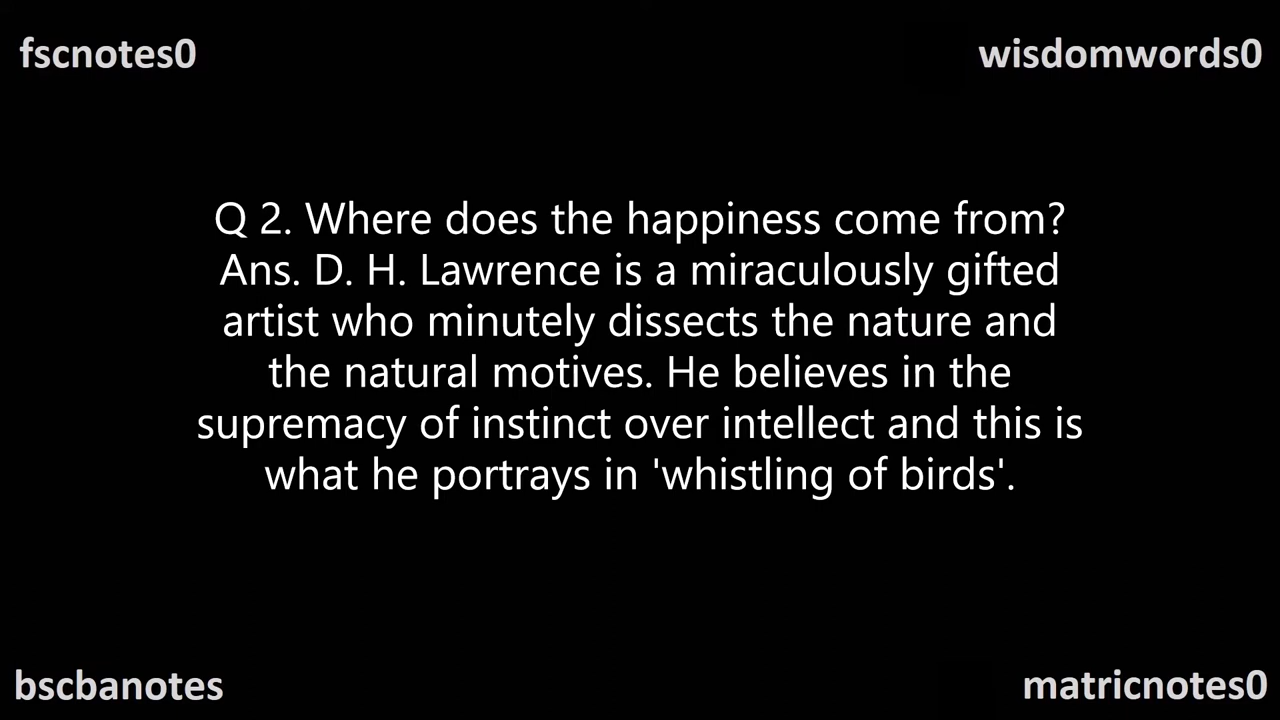 fscnotes0
wisdomwords0
Q 2. Where does the happiness come from?
Ans. D. H. Lawrence is a miraculously gifted
artist who minutely dissects the nature and
the natural motives. He believes in the
supremacy of instinct over intellect and this is
what he portrays in 'whistling of birds'.
bscbanotes
matricnotes0